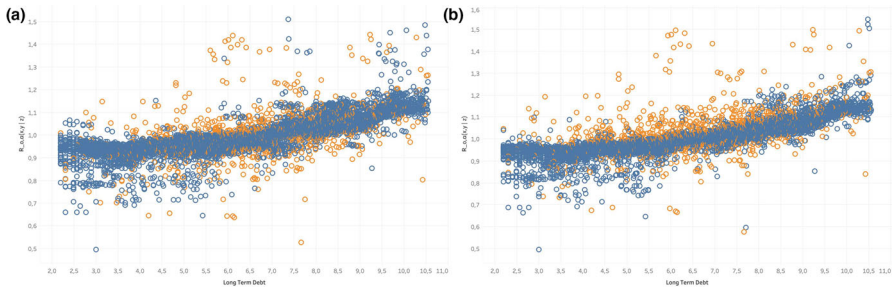 (a)
1,5
1,4
1,3
1,2
1,1
1,0
0,9
0,8
0,7
0,6
0,5
R_o,α(x,y | z)
2,0 2,5 3,0 3,5 4,0 4,5 5,0 5,5 6,0 6,5 7,0 7,5 8,0 8,5 9,0 9,5 10,0 10,5 11,0
Long Term Debt
(b)
1,6
1,5
1,4
1,3
1,2
1,1
1,0
0,9
0,8
0,7
0,6
0,5
R_o,α(x,y | z)
2,0 2,5 3,0 3,5 4,0 4,5 5,0 5,5 6,0 6,5 7,0 7,5 8,0 8,5 9,0 9,5 10,0 10,5 11,0
Long Term Debt